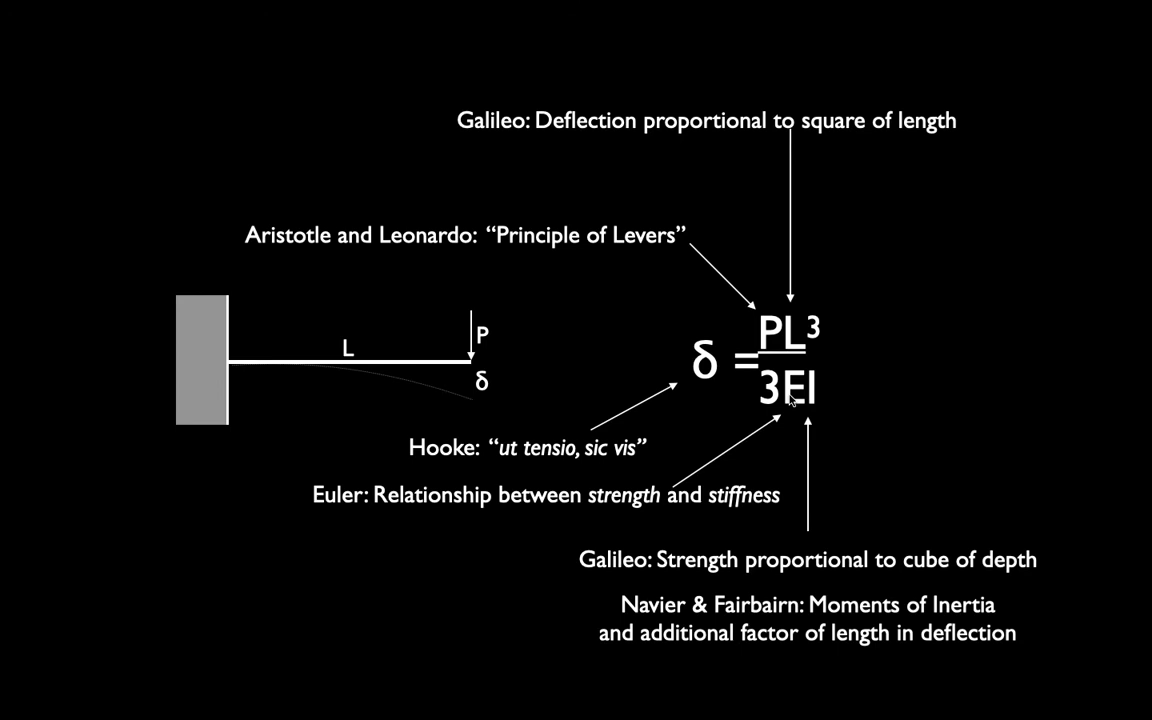 Galileo: Deflection proportional to square of length
Aristotle and Leonardo: “Principle of Levers”
L
P
δ
δ = PL³
3EI
Hooke: “ut tensio, sic vis”
Euler: Relationship between strength and stiffness
Galileo: Strength proportional to cube of depth
Navier & Fairbairn: Moments of Inertia
and additional factor of length in deflection